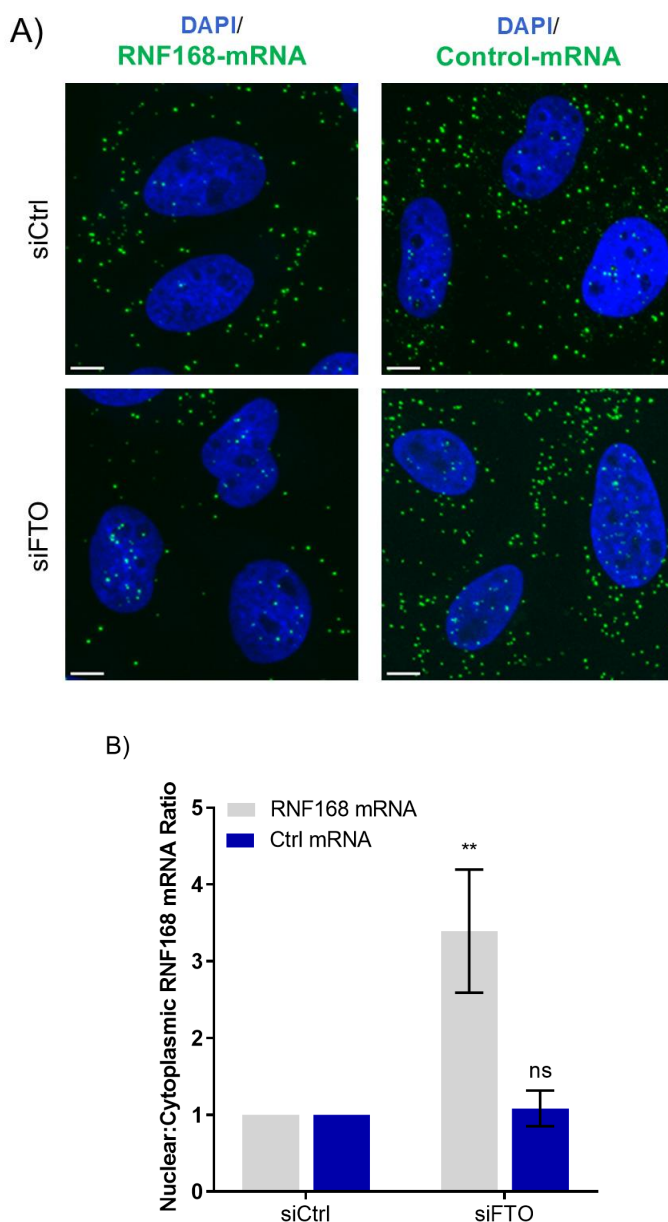 A)
DAPI/
RNF168-mRNA
DAPI/
Control-mRNA
siCtrl
siFTO
B)
Nuclear:Cytoplasmic RNF168 mRNA Ratio
5
4
3
2
1
0
RNF168 mRNA
Ctrl mRNA
**
ns
siCtrl
siFTO